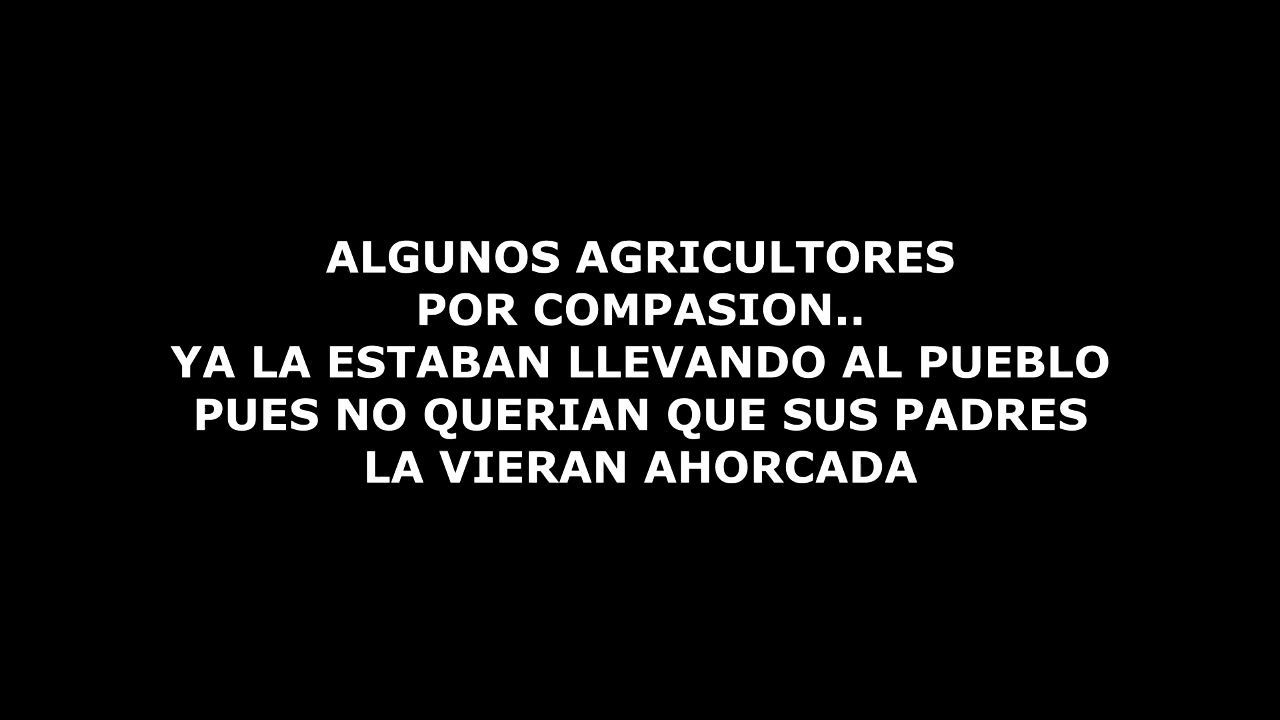 ALGUNOS AGRICULTORES
POR COMPASION..
YA LA ESTABAN LLEVANDO AL PUEBLO
PUES NO QUERIAN QUE SUS PADRES
LA VIERAN AHORCADA